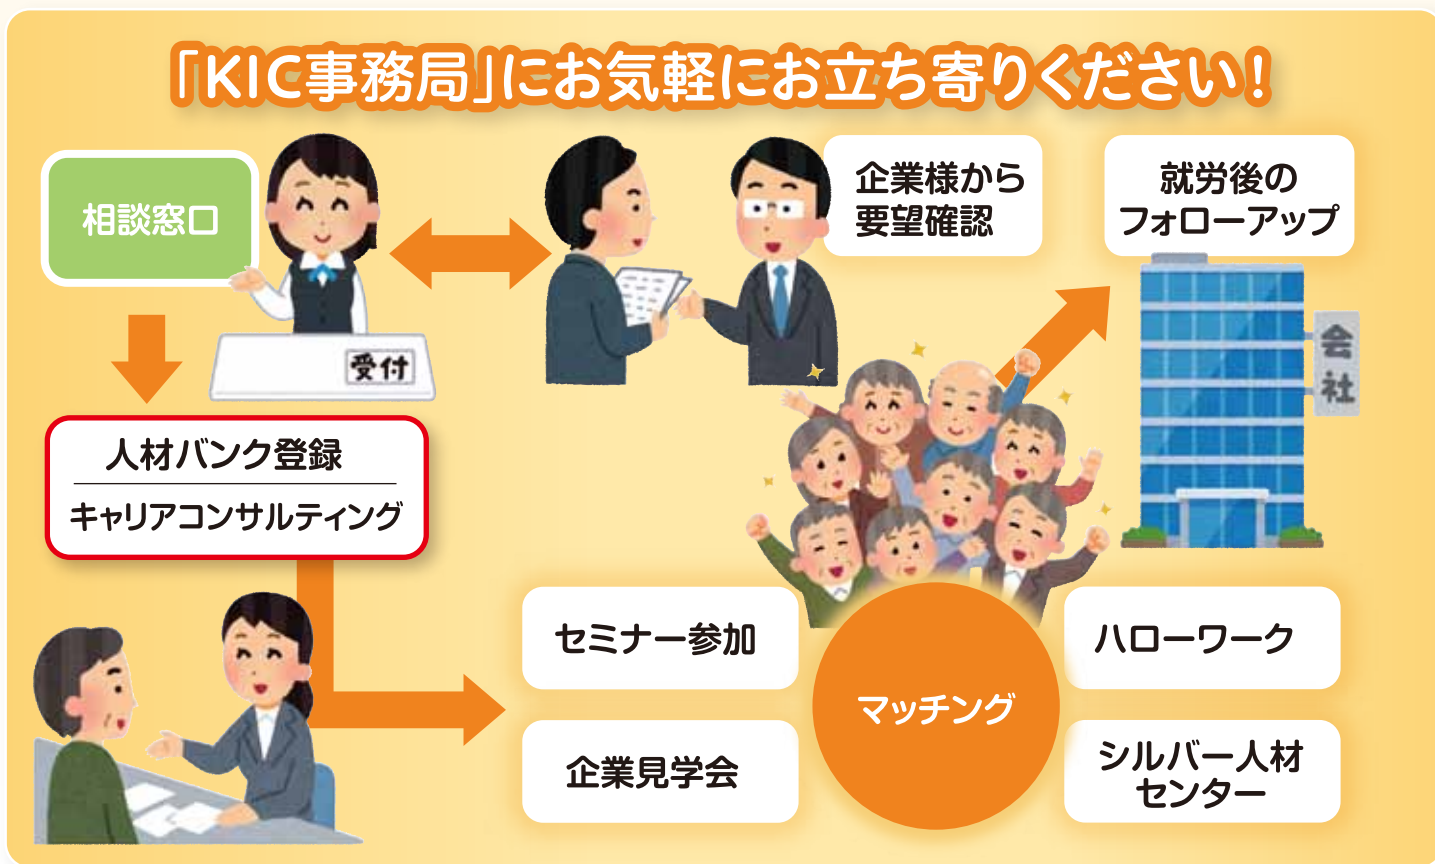 「KIC事務局」にお気軽にお立ち寄りください！
相談窓口
受付
企業様から
要望確認
就労後の
フォローアップ
会社
人材バンク登録
キャリアコンサルティング
セミナー参加
企業見学会
マッチング
ハローワーク
シルバー人材
センター